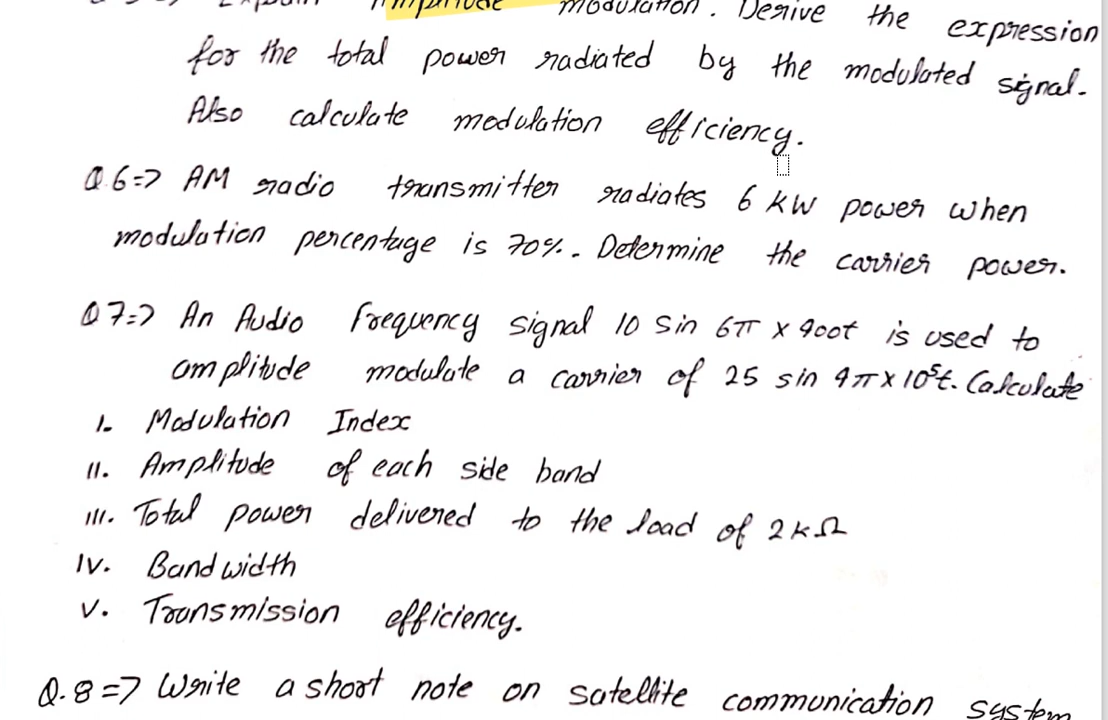 Explain Amplitude modulation. Derive the expression
for the total power radiated by the modulated signal.
Also calculate modulation efficiency.
Q.6=> AM radio transmitter radiates 6 KW power when
modulation percentage is 70%. Determine the carrier power.
Q7=> An Audio frequency signal 10 sin 6π x 900t is used to
amplitude modulate a carrier of 25 sin 4π x 10⁵t. Calculate
I. Modulation Index
II. Amplitude of each side band
III. Total power delivered to the load of 2kΩ
IV. Bandwidth
V. Transmission efficiency.
Q.8=> Write a short note on satellite communication system